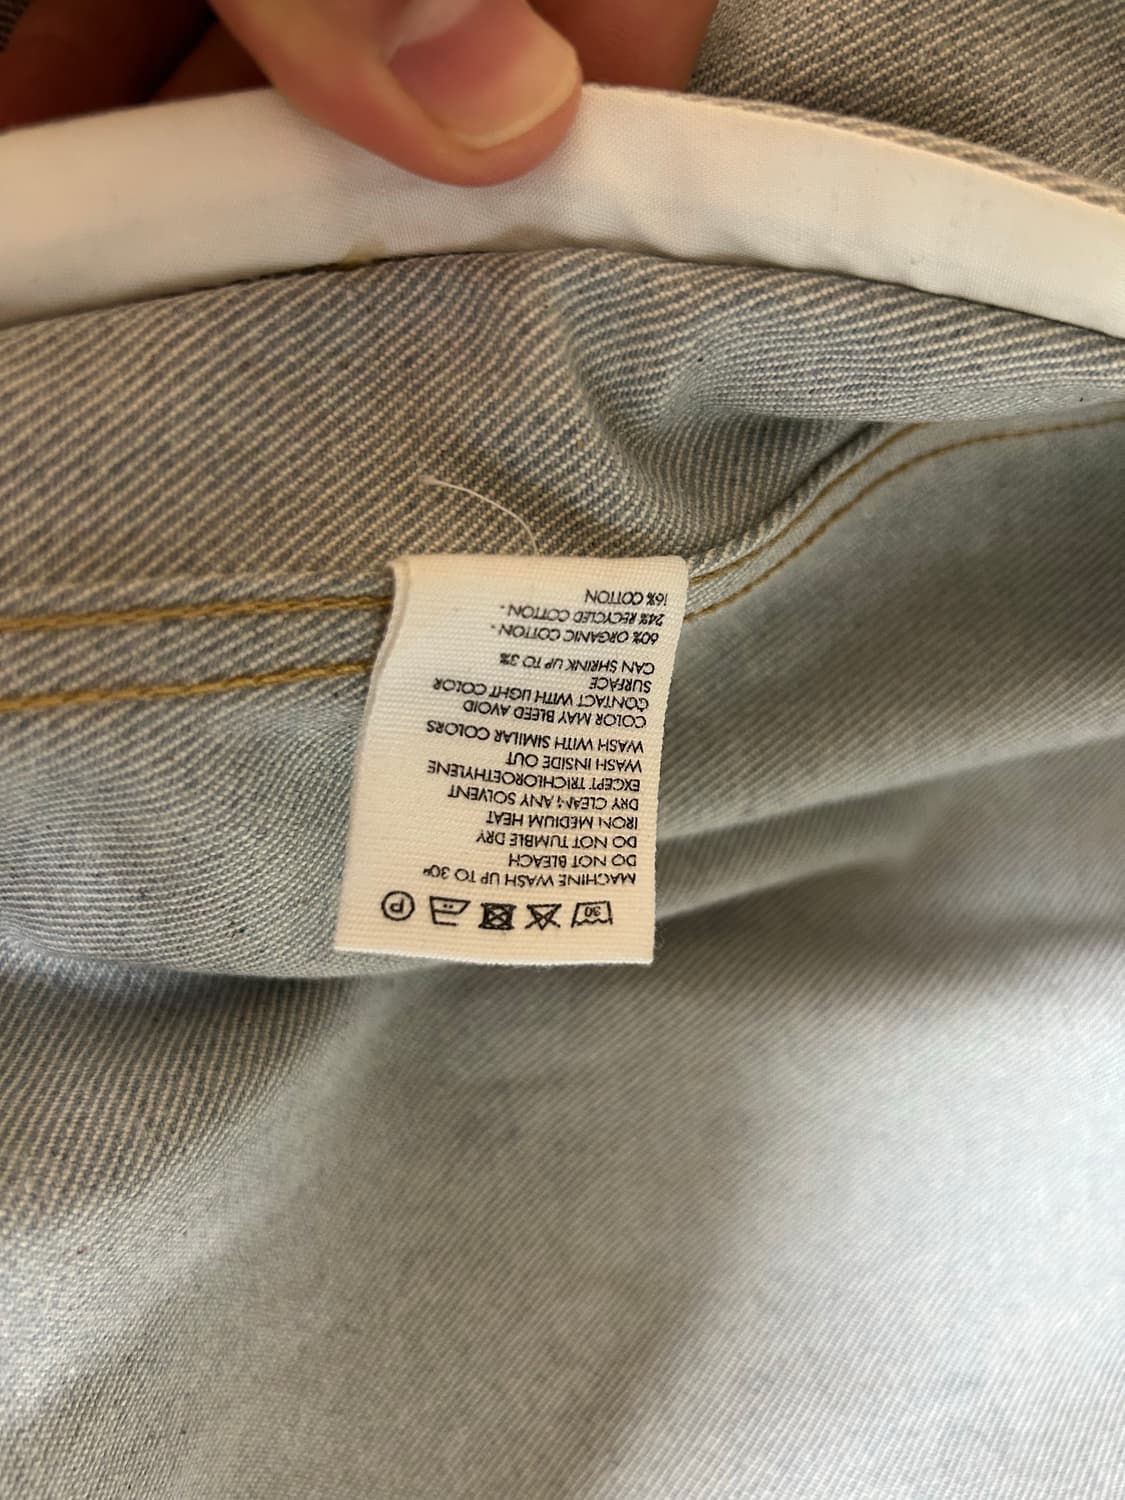 30 P
MACHINE WASH UP TO 30°
DO NOT BLEACH
DO NOT TUMBLE DRY
IRON MEDIUM HEAT
DRY CLEAN ANY SOLVENT
EXCEPT TRICHLOROETHYLENE
WASH INSIDE OUT
WASH WITH SIMILAR COLORS
COLOR MAY BLEED AVOID
CONTACT WITH LIGHT COLOR
SURFACE
CAN SHRINK UP TO 3%
60% ORGANIC COTTON -
24% RECYCLED COTTON -
16% COTTON